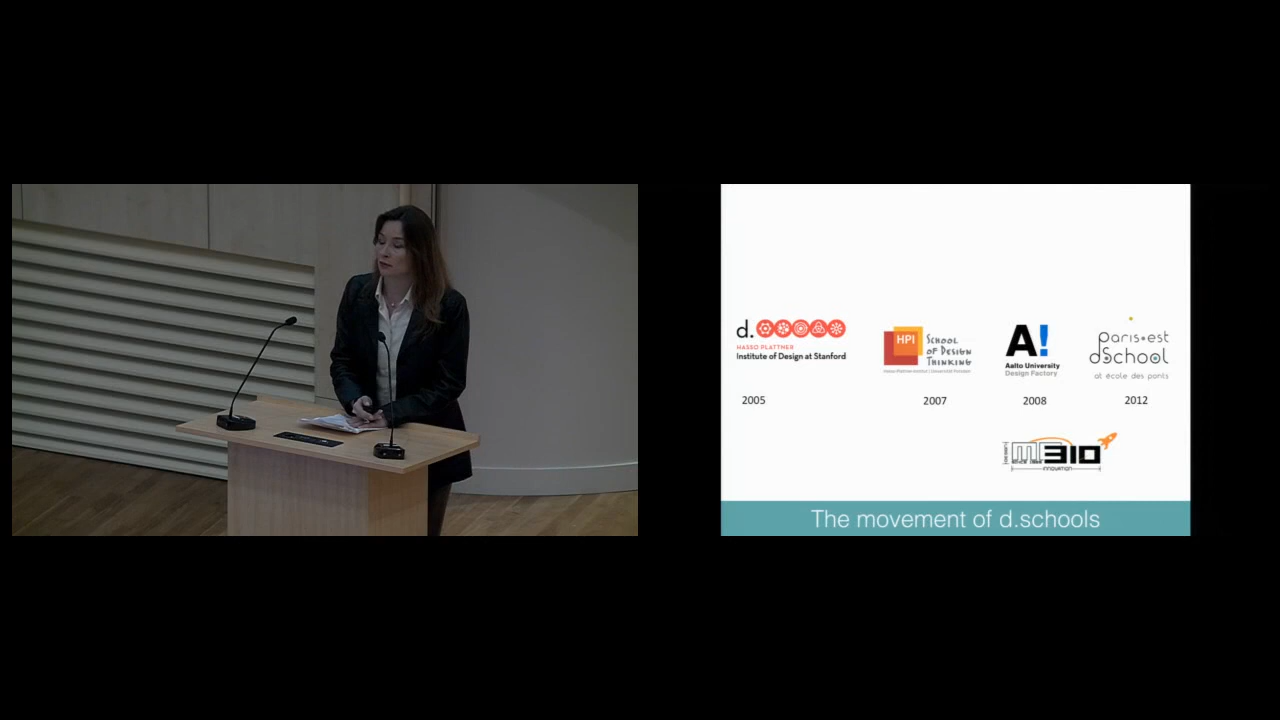 d.
HASSO PLATTNER
Institute of Design at Stanford
2005
HPI
SCHOOL
OF DESIGN
THINKING
2007
A!
Aalto University
Design Factory
2008
paris•est
dSchool
at école des ponts
2012
ME310
INNOVATION
The movement of d.schools